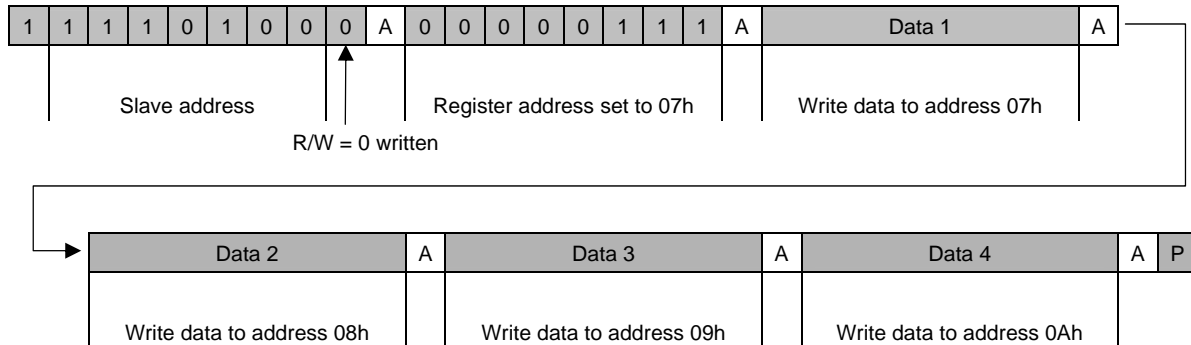 1 1 1 1 0 1 0 0 0 A 0 0 0 0 0 1 1 1 A Data 1 A
Slave address Register address set to 07h Write data to address 07h
R/W = 0 written
Data 2 A Data 3 A Data 4 A P
Write data to address 08h Write data to address 09h Write data to address 0Ah